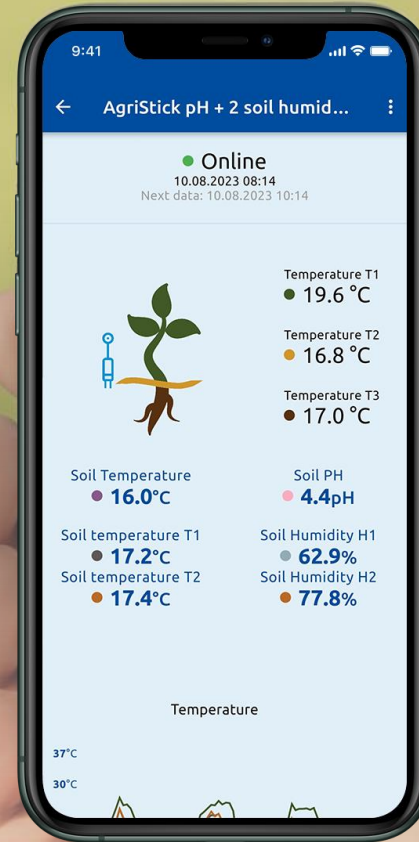 9:41
AgriStick pH + 2 soil humid...
Online
10.08.2023 08:14
Next data: 10.08.2023 10:14
Temperature T1
19.6 °C
Temperature T2
16.8 °C
Temperature T3
17.0 °C
Soil Temperature
16.0°C
Soil PH
4.4pH
Soil temperature T1
17.2°C
Soil temperature T2
17.4°C
Soil Humidity H1
62.9%
Soil Humidity H2
77.8%
Temperature
37°C
30°C